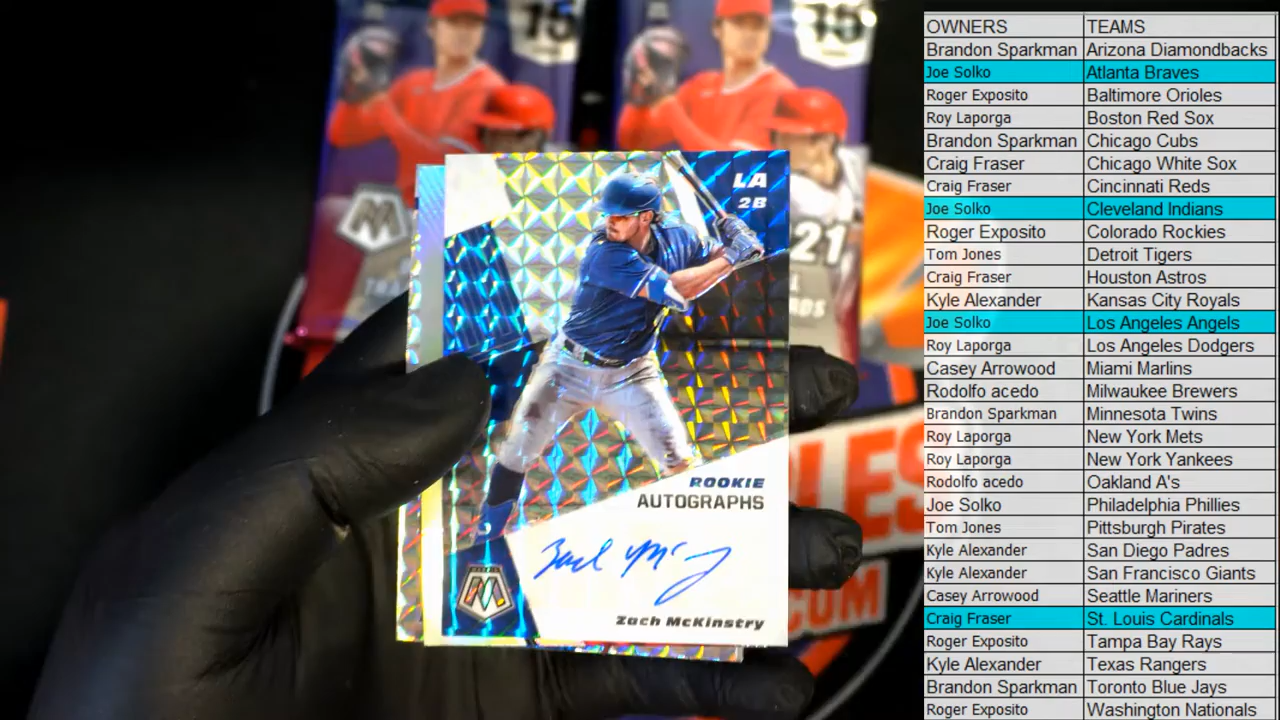 15
15
M
21
LA
2B
ROOKIE
AUTOGRAPHS
Zach McKinstry
.COM
OWNERS TEAMS
Brandon Sparkman Arizona Diamondbacks
Joe Solko Atlanta Braves
Roger Exposito Baltimore Orioles
Roy Laporga Boston Red Sox
Brandon Sparkman Chicago Cubs
Craig Fraser Chicago White Sox
Craig Fraser Cincinnati Reds
Joe Solko Cleveland Indians
Roger Exposito Colorado Rockies
Tom Jones Detroit Tigers
Craig Fraser Houston Astros
Kyle Alexander Kansas City Royals
Joe Solko Los Angeles Angels
Roy Laporga Los Angeles Dodgers
Casey Arrowood Miami Marlins
Rodolfo acedo Milwaukee Brewers
Brandon Sparkman Minnesota Twins
Roy Laporga New York Mets
Roy Laporga New York Yankees
Rodolfo acedo Oakland A's
Joe Solko Philadelphia Phillies
Tom Jones Pittsburgh Pirates
Kyle Alexander San Diego Padres
Kyle Alexander San Francisco Giants
Casey Arrowood Seattle Mariners
Craig Fraser St. Louis Cardinals
Roger Exposito Tampa Bay Rays
Kyle Alexander Texas Rangers
Brandon Sparkman Toronto Blue Jays
Roger Exposito Washington Nationals